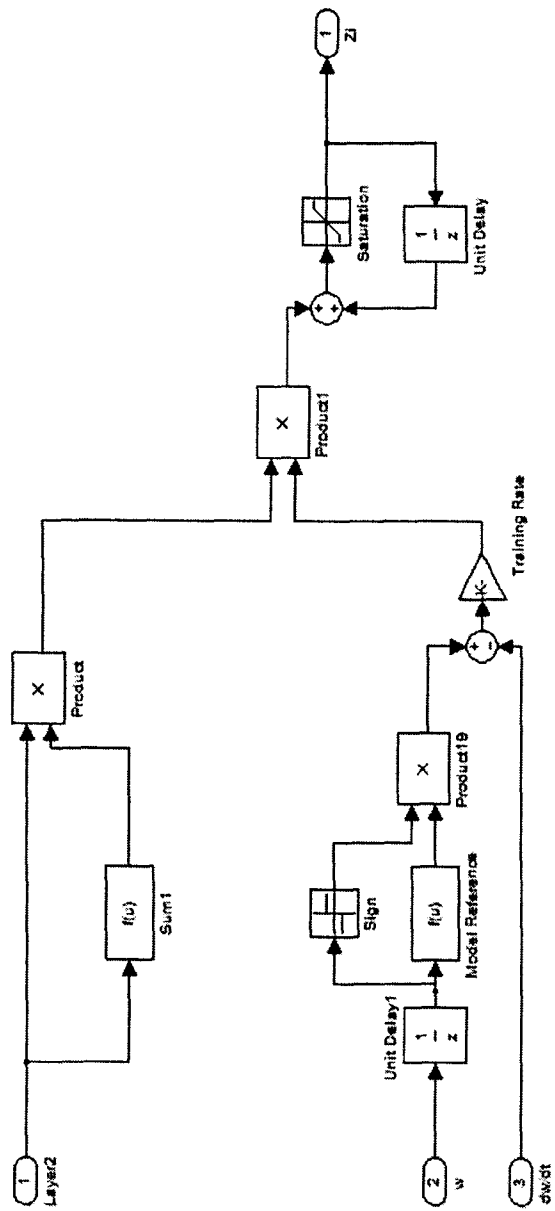 1
Layer2
f(u)
Sum1
×
Product
2
w
Unit Delay1
1
z
Sign
f(u)
Model Reference
×
Product19
3
dw/dt
+
-
K-
Training Rate
×
Product1
+
+
Saturation
1
z
Unit Delay
1
Zi